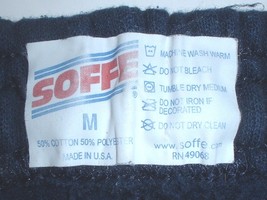 SOFFE
M
50% COTTON 50% POLYESTER
MADE IN U.S.A.
MACHINE WASH WARM
DO NOT BLEACH
TUMBLE DRY MEDIUM
DO NOT IRON IF
DECORATED
DO NOT DRY CLEAN
www.soffe.com
RN49068